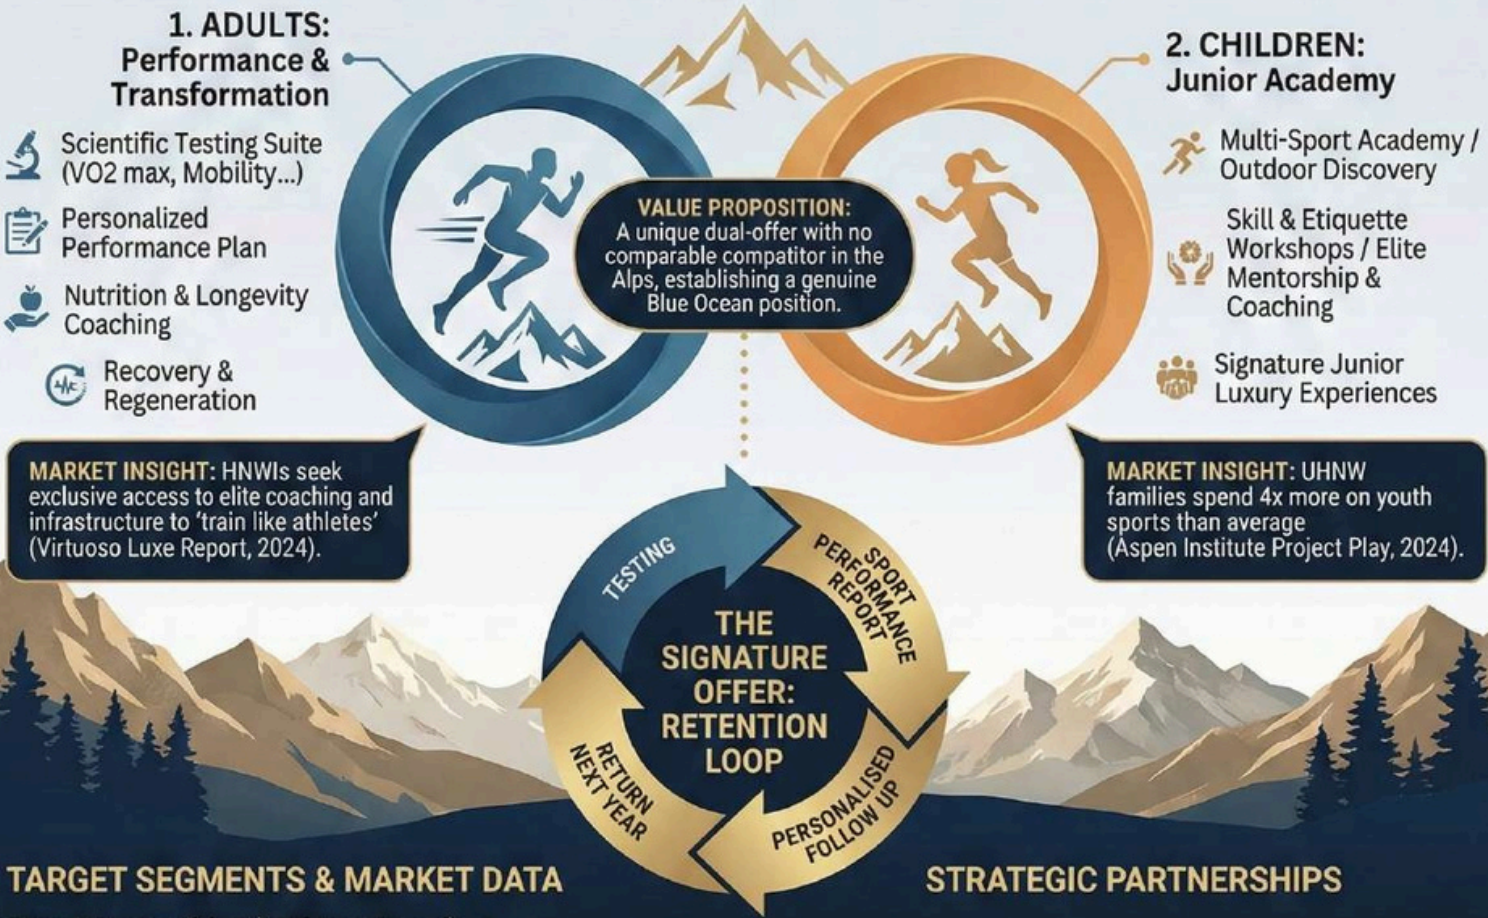 1. ADULTS:
Performance &
Transformation
Scientific Testing Suite
(VO2 max, Mobility...)
Personalized
Performance Plan
Nutrition & Longevity
Coaching
Recovery &
Regeneration
MARKET INSIGHT: HNWIs seek
exclusive access to elite coaching and
infrastructure to ‘train like athletes’
(Virtuoso Luxe Report, 2024).
VALUE PROPOSITION:
A unique dual-offer with no
comparable compatitor in the
Alps, establishing a genuine
Blue Ocean position.
2. CHILDREN:
Junior Academy
Multi-Sport Academy /
Outdoor Discovery
Skill & Etiquette
Workshops / Elite
Mentorship &
Coaching
Signature Junior
Luxury Experiences
MARKET INSIGHT: UHNW
families spend 4x more on youth
sports than average
(Aspen Institute Project Play, 2024).
TESTING
SPORT
PERFORMANCE
REPORT
PERSONALISED
FOLLOW UP
RETURN
NEXT YEAR
THE
SIGNATURE
OFFER:
RETENTION
LOOP
TARGET SEGMENTS & MARKET DATA
STRATEGIC PARTNERSHIPS